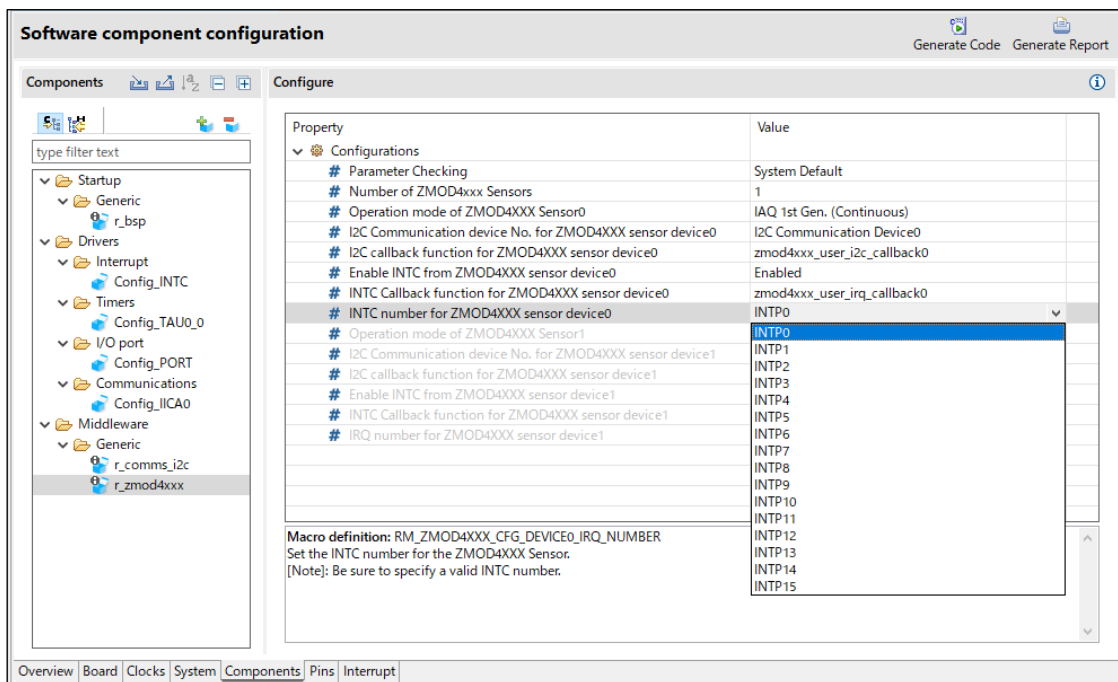 Software component configuration
Generate Code Generate Report
Components
Configure
type filter text
Startup
Generic
r_bsp
Drivers
Interrupt
Config_INTC
Timers
Config_TAU0_0
I/O port
Config_PORT
Communications
Config_IICA0
Middleware
Generic
r_comms_i2c
r_zmod4xxx
Property Value
Configurations
# Parameter Checking System Default
# Number of ZMOD4xxx Sensors 1
# Operation mode of ZMOD4XXX Sensor0 IAQ 1st Gen. (Continuous)
# I2C Communication device No. for ZMOD4XXX sensor device0 I2C Communication Device0
# I2C callback function for ZMOD4XXX sensor device0 zmod4xxx_user_i2c_callback0
# Enable INTC from ZMOD4XXX sensor device0 Enabled
# INTC Callback function for ZMOD4XXX sensor device0 zmod4xxx_user_irq_callback0
# INTC number for ZMOD4XXX sensor device0 INTP0
# Operation mode of ZMOD4XXX Sensor1
# I2C Communication device No. for ZMOD4XXX sensor device1
# I2C callback function for ZMOD4XXX sensor device1
# Enable INTC from ZMOD4XXX sensor device1
# INTC Callback function for ZMOD4XXX sensor device1
# IRQ number for ZMOD4XXX sensor device1
INTP0
INTP1
INTP2
INTP3
INTP4
INTP5
INTP6
INTP7
INTP8
INTP9
INTP10
INTP11
INTP12
INTP13
INTP14
INTP15
Macro definition: RM_ZMOD4XXX_CFG_DEVICE0_IRQ_NUMBER
Set the INTC number for the ZMOD4XXX Sensor.
[Note]: Be sure to specify a valid INTC number.
Overview Board Clocks System Components Pins Interrupt